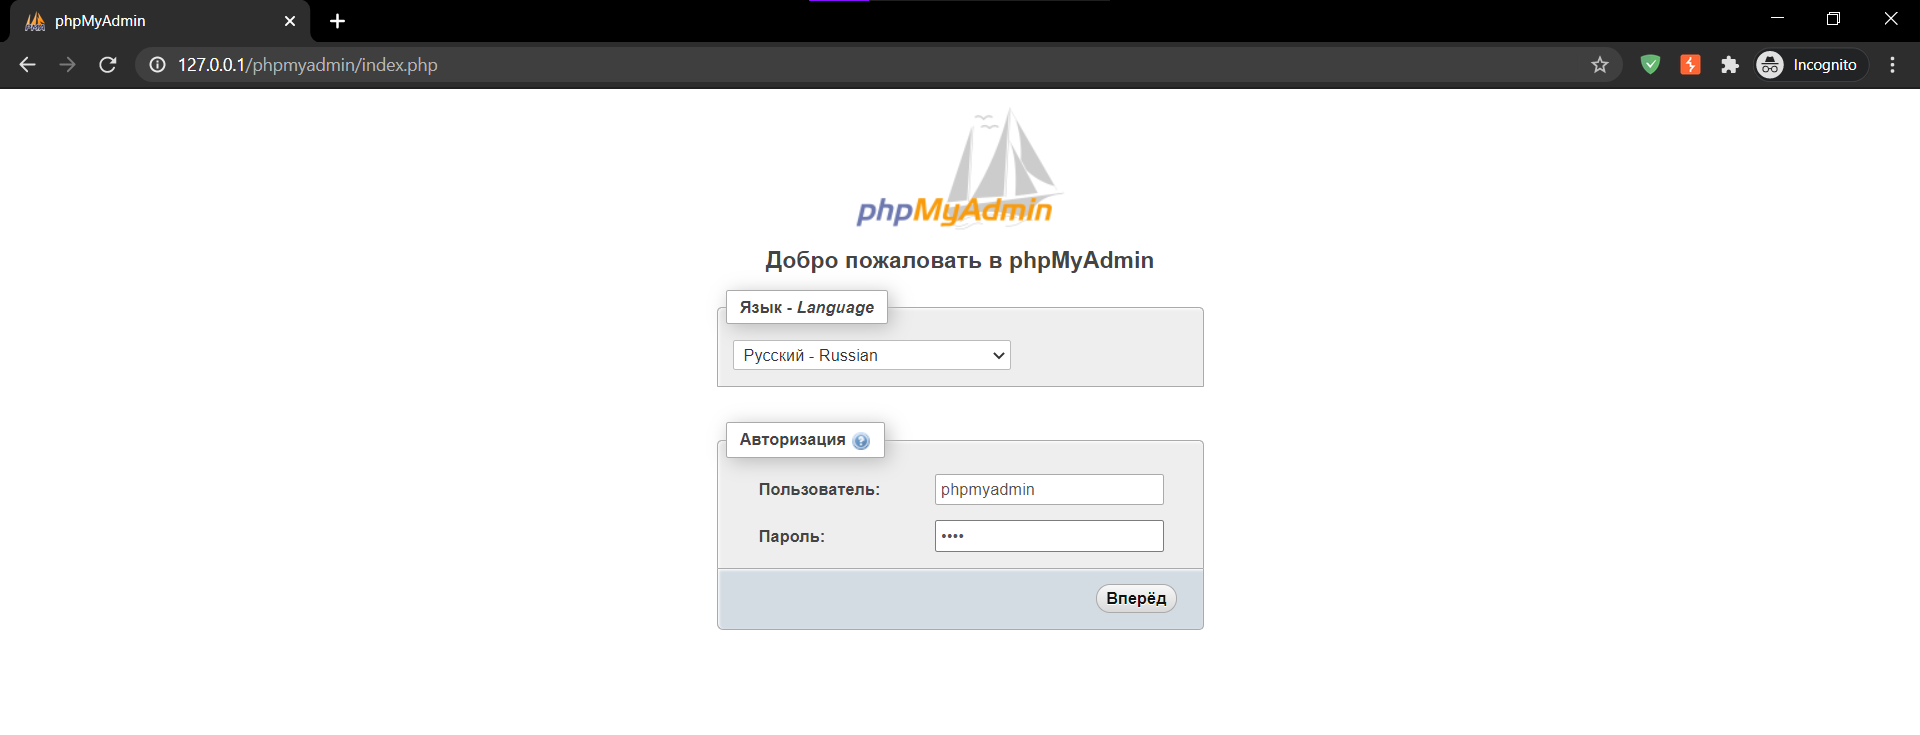 phpMyAdmin
127.0.0.1/phpmyadmin/index.php
Incognito
phpMyAdmin
Добро пожаловать в phpMyAdmin
Язык - Language
Русский - Russian
Авторизация
Пользователь: phpmyadmin
Пароль: ••••
Вперёд